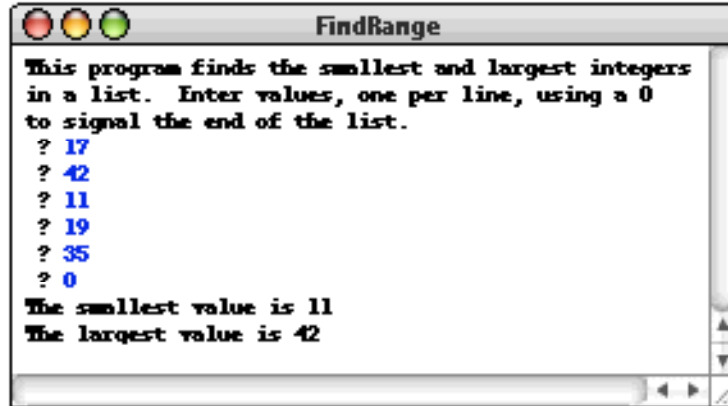 FindRange
This program finds the smallest and largest integers
in a list. Enter values, one per line, using a 0
to signal the end of the list.
? 17
? 42
? 11
? 19
? 35
? 0
The smallest value is 11
The largest value is 42